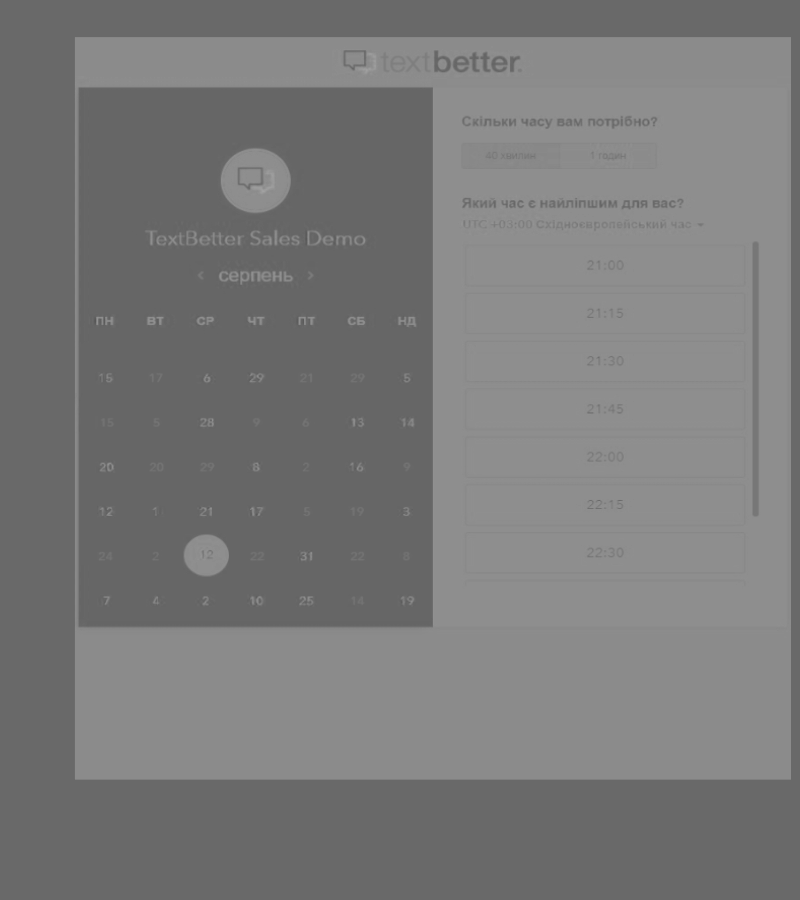 textbetter.
TextBetter Sales Demo
< серпень >
ПН ВТ СР ЧТ ПТ СБ НД
15 17 6 29 21 29 5
15 5 28 9 6 13 14
20 20 29 8 2 16 9
12 1 21 17 5 19 3
24 2 12 22 31 22 8
7 4 2 10 25 14 19
Скільки часу вам потрібно?
40 хвилин 1 годин
Який час є найліпшим для вас?
UTC +03:00 Східноєвропейський час
21:00
21:15
21:30
21:45
22:00
22:15
22:30